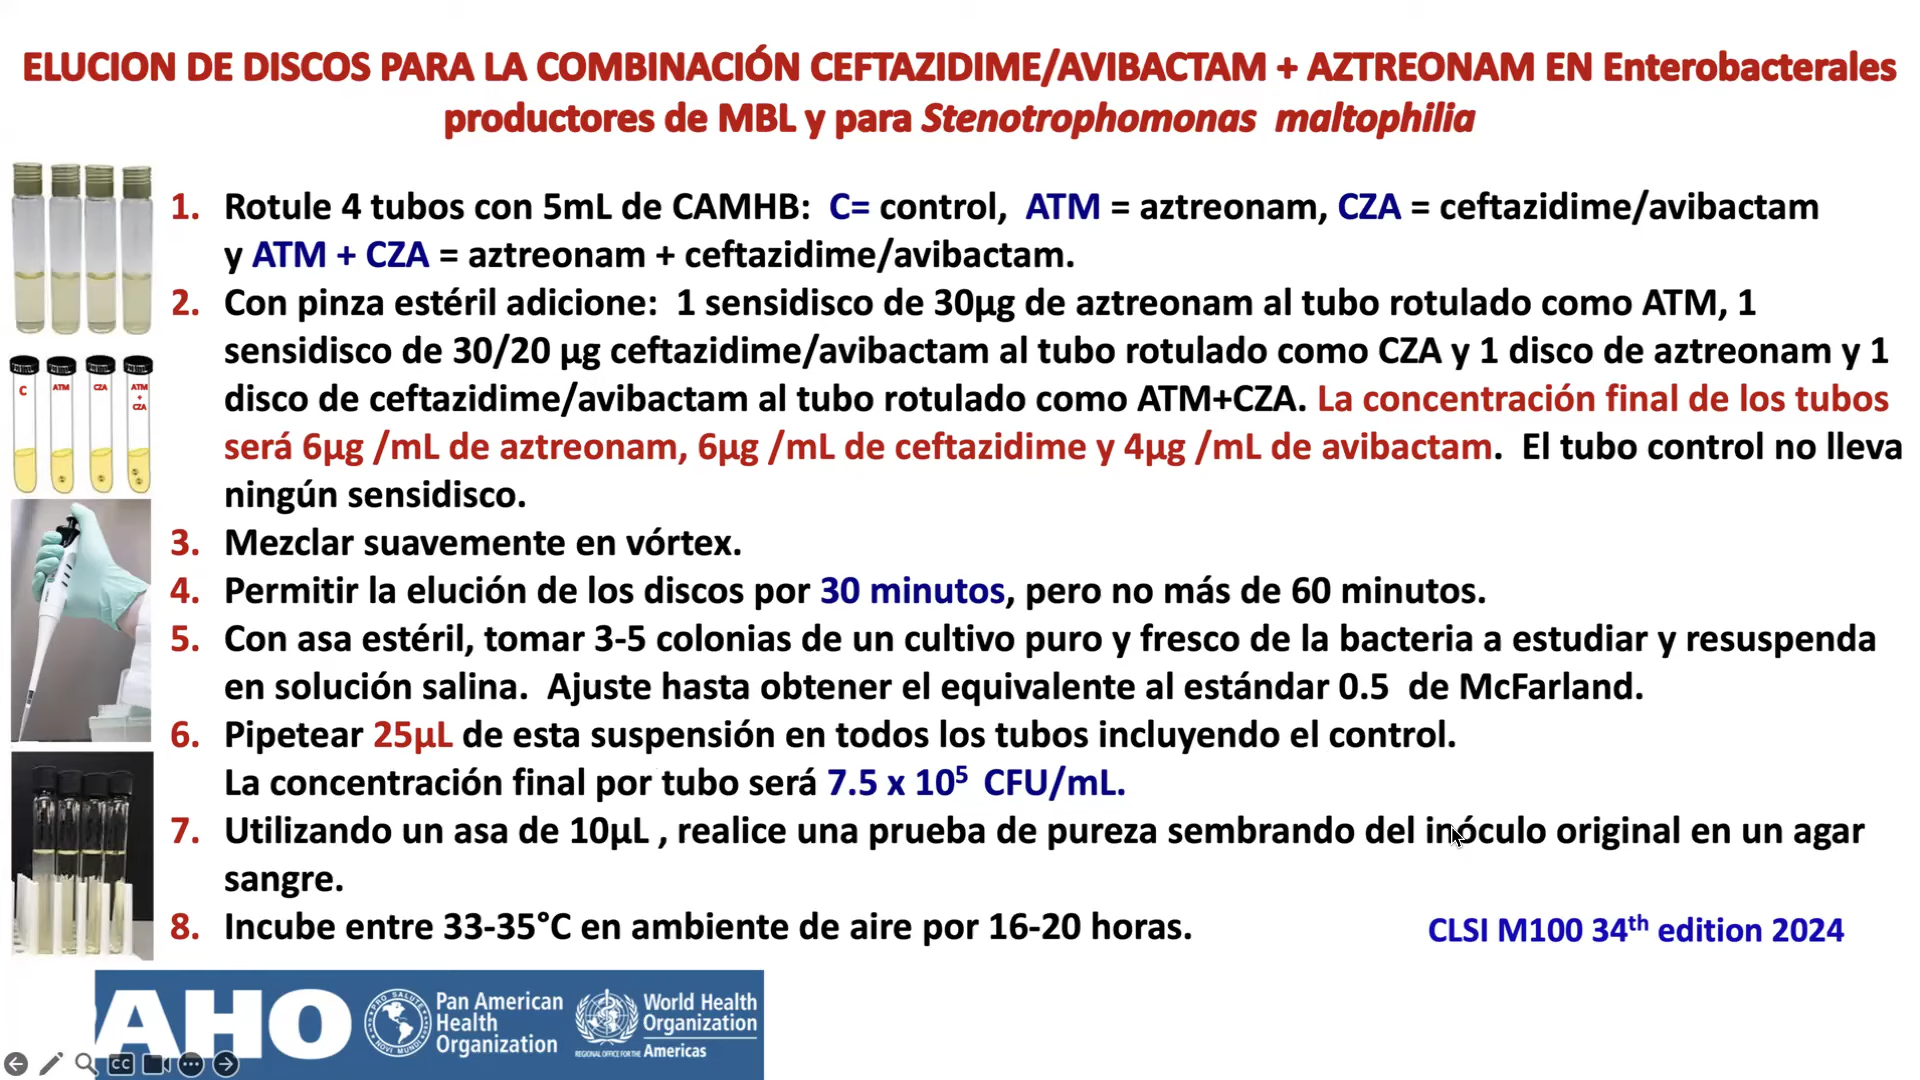 ELUCION DE DISCOS PARA LA COMBINACIÓN CEFTAZIDIME/AVIBACTAM + AZTREONAM EN Enterobacterales
productores de MBL y para Stenotrophomonas maltophilia
1. Rotule 4 tubos con 5mL de CAMHB: C= control, ATM = aztreonam, CZA = ceftazidime/avibactam
y ATM + CZA = aztreonam + ceftazidime/avibactam.
2. Con pinza estéril adicione: 1 sensidisco de 30µg de aztreonam al tubo rotulado como ATM, 1
sensidisco de 30/20 µg ceftazidime/avibactam al tubo rotulado como CZA y 1 disco de aztreonam y 1
disco de ceftazidime/avibactam al tubo rotulado como ATM+CZA. La concentración final de los tubos
será 6µg /mL de aztreonam, 6µg /mL de ceftazidime y 4µg /mL de avibactam. El tubo control no lleva
ningún sensidisco.
3. Mezclar suavemente en vórtex.
4. Permitir la elución de los discos por 30 minutos, pero no más de 60 minutos.
5. Con asa estéril, tomar 3-5 colonias de un cultivo puro y fresco de la bacteria a estudiar y resuspenda
en solución salina. Ajuste hasta obtener el equivalente al estándar 0.5 de McFarland.
6. Pipetear 25µL de esta suspensión en todos los tubos incluyendo el control.
La concentración final por tubo será 7.5 x 10⁵ CFU/mL.
7. Utilizando un asa de 10µL , realice una prueba de pureza sembrando del inóculo original en un agar
sangre.
8. Incube entre 33-35°C en ambiente de aire por 16-20 horas.
CLSI M100 34th edition 2024
C
ATM
CZA
ATM
+
CZA
AHO
PRO SALUTE
NOVI MUNDI
Pan American
Health
Organization
World Health
Organization
REGIONAL OFFICE FOR THE Americas
CC